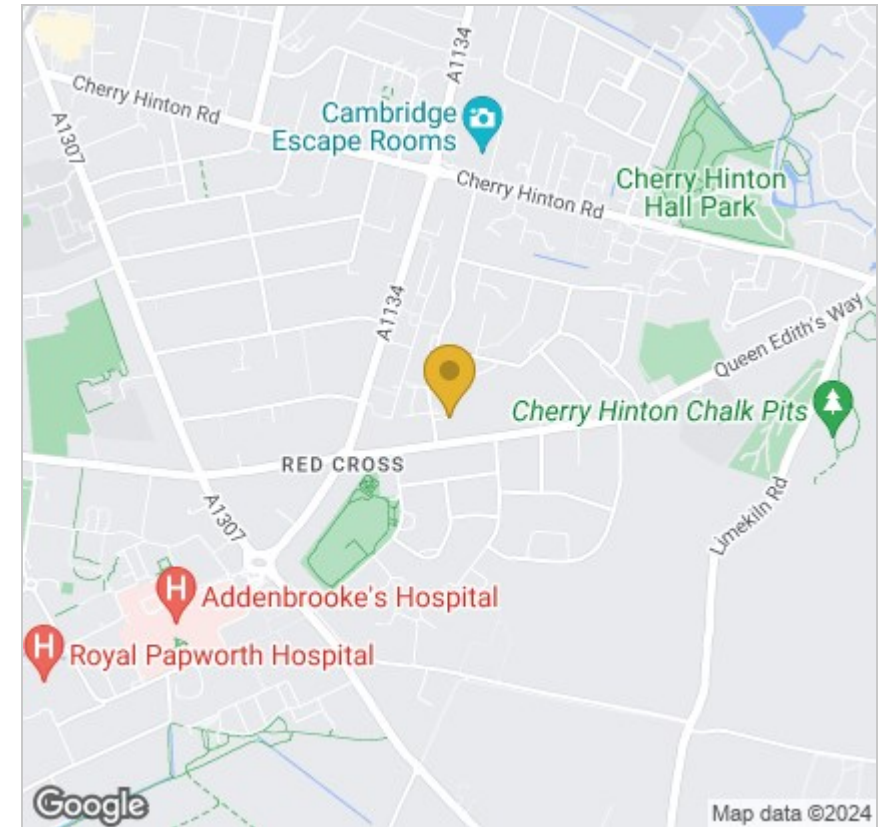 A1134
Cherry Hinton Rd
Cambridge
Escape Rooms
A1307
Cherry Hinton
Hall Park
Cherry Hinton Rd
A1134
Queen Edith's Way
Cherry Hinton Chalk Pits
RED CROSS
Limekiln Rd
A1307
H
Addenbrooke's Hospital
H
Royal Papworth Hospital
Google
Map data ©2024